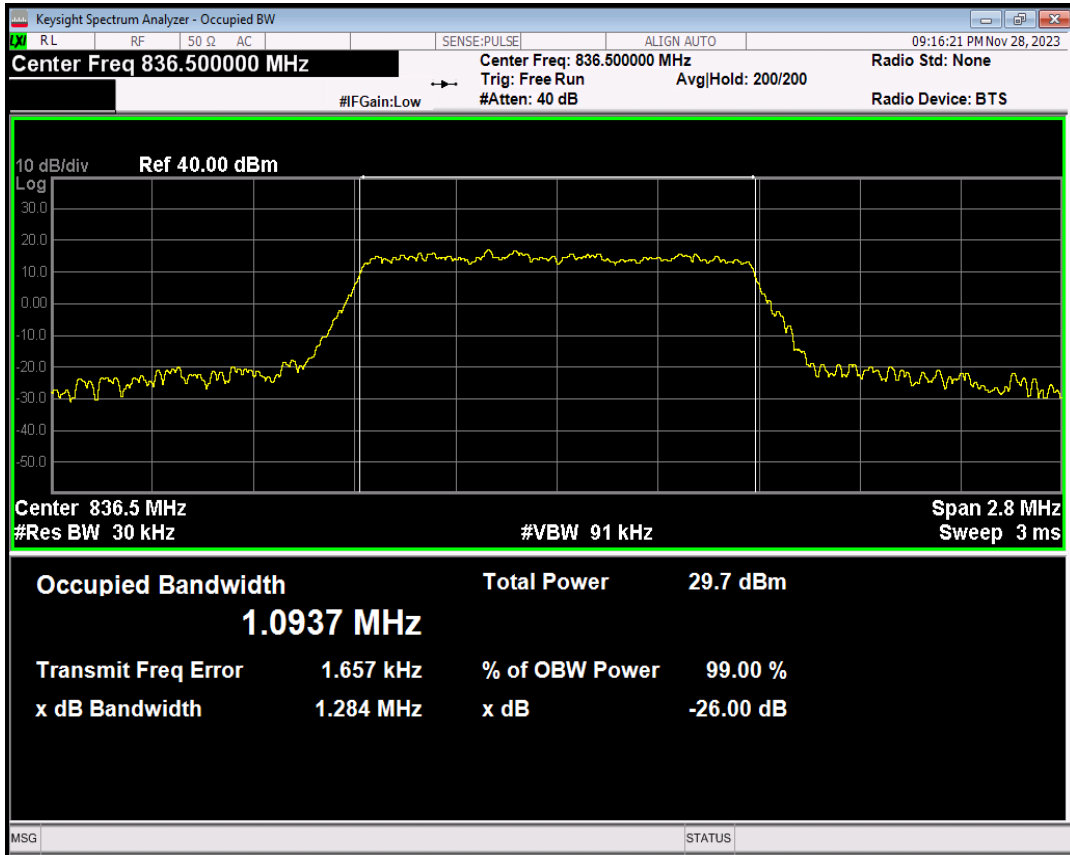 Keysight Spectrum Analyzer - Occupied BW
LXI RL RF 50 Ω AC SENSE:PULSE ALIGN AUTO 09:16:21 PM Nov 28, 2023
Center Freq 836.500000 MHz Center Freq: 836.500000 MHz Radio Std: None
Trig: Free Run Avg|Hold: 200/200
#IFGain:Low #Atten: 40 dB Radio Device: BTS
10 dB/div Ref 40.00 dBm
Log
30.0
20.0
10.0
0.00
-10.0
-20.0
-30.0
-40.0
-50.0
Center 836.5 MHz Span 2.8 MHz
#Res BW 30 kHz #VBW 91 kHz Sweep 3 ms
Occupied Bandwidth Total Power 29.7 dBm
1.0937 MHz
Transmit Freq Error 1.657 kHz % of OBW Power 99.00 %
x dB Bandwidth 1.284 MHz x dB -26.00 dB
MSG STATUS